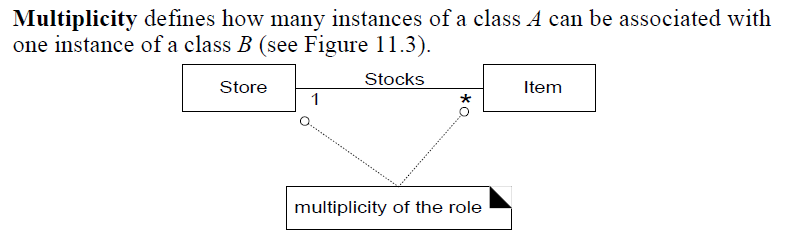 Multiplicity defines how many instances of a class A can be associated with
one instance of a class B (see Figure 11.3).
Stocks
Store
Item
1
*
multiplicity of the role